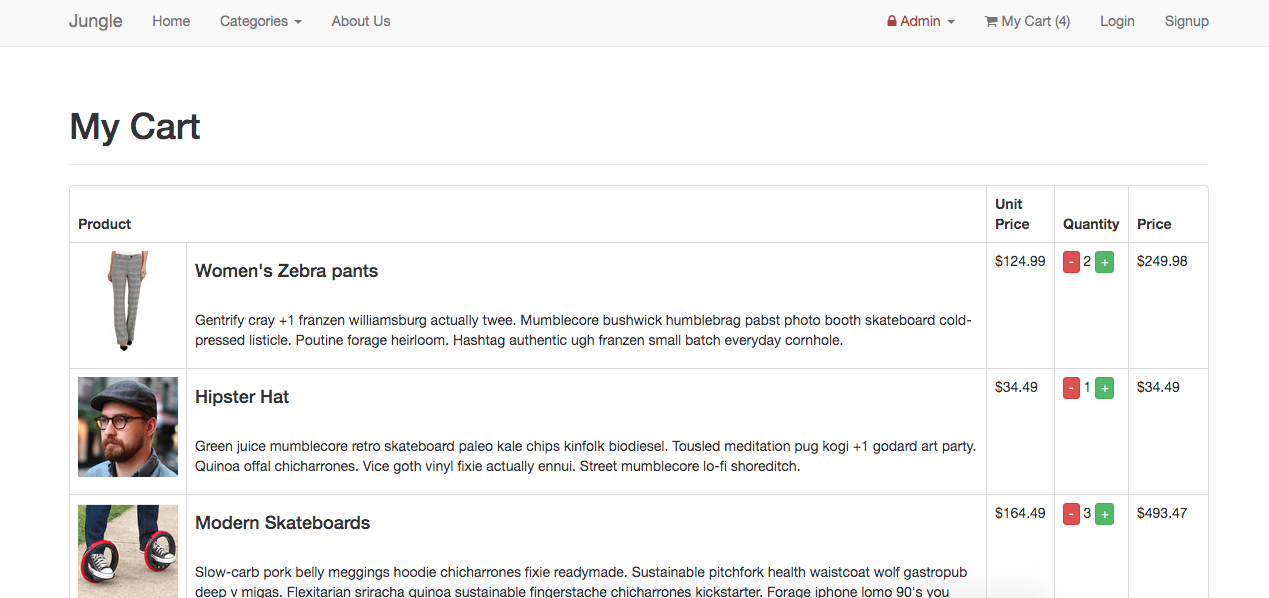 Jungle Home Categories About Us Admin My Cart (4) Login Signup
My Cart
Product Unit Price Quantity Price
Women's Zebra pants $124.99 - 2 + $249.98
Gentrify cray +1 franzen williamsburg actually twee. Mumblecore bushwick humblebrag pabst photo booth skateboard cold-
pressed listicle. Poutine forage heirloom. Hashtag authentic ugh franzen small batch everyday cornhole.
Hipster Hat $34.49 - 1 + $34.49
Green juice mumblecore retro skateboard paleo kale chips kinfolk biodiesel. Tousled meditation pug kogi +1 godard art party.
Quinoa offal chicharrones. Vice goth vinyl fixie actually ennui. Street mumblecore lo-fi shoreditch.
Modern Skateboards $164.49 - 3 + $493.47
Slow-carb pork belly meggings hoodie chicharrones fixie readymade. Sustainable pitchfork health waistcoat wolf gastropub
deep v migas. Flexitarian sriracha quinoa sustainable fingerstache chicharrones kickstarter. Forage iphone lomo 90's you